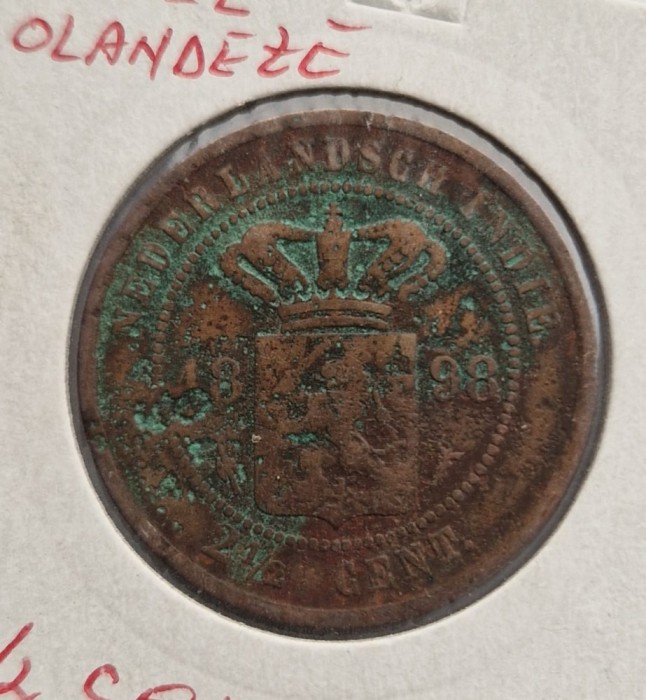 OLANDEZE
NEDERLANDSCH INDIE
1898
2½ CENT.